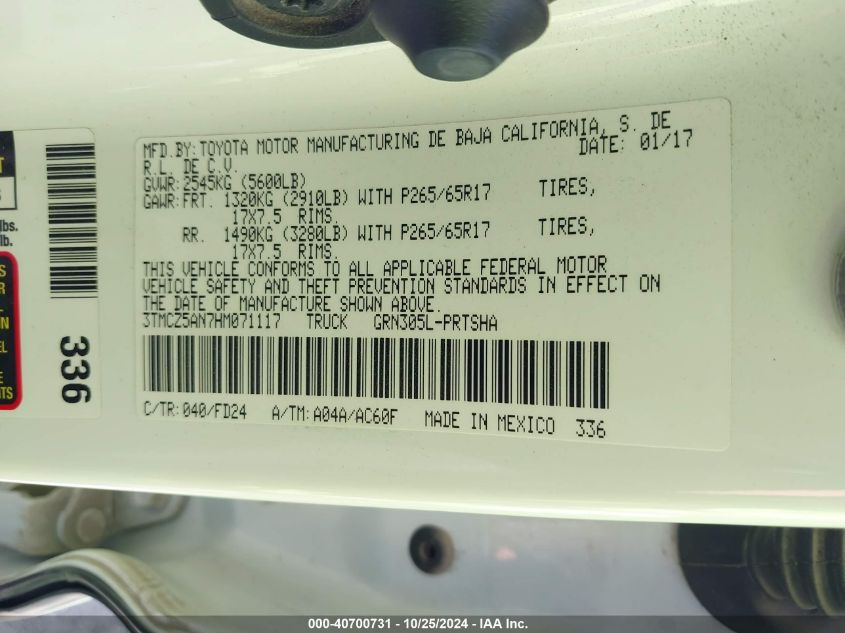 MFD.BY: TOYOTA MOTOR MANUFACTURING DE BAJA CALIFORNIA, S. DE
R.L. DE C.V. DATE: 01/17
GVWR: 2545KG (5600LB)
GAWR: FRT. 1320KG (2910LB) WITH P265/65R17 TIRES,
17X7.5 RIMS.
RR. 1490KG (3280LB) WITH P265/65R17 TIRES,
17X7.5 RIMS.
THIS VEHICLE CONFORMS TO ALL APPLICABLE FEDERAL MOTOR
VEHICLE SAFETY AND THEFT PREVENTION STANDARDS IN EFFECT ON
THE DATE OF MANUFACTURE SHOWN ABOVE.
3TMCZ5AN7HM071117 TRUCK GRN305L-PRTSHA
C/TR: 040/FD24 A/TM: A04A/AC60F MADE IN MEXICO 336
336
lbs.
lb.
000-40700731 - 10/25/2024 - IAA Inc.